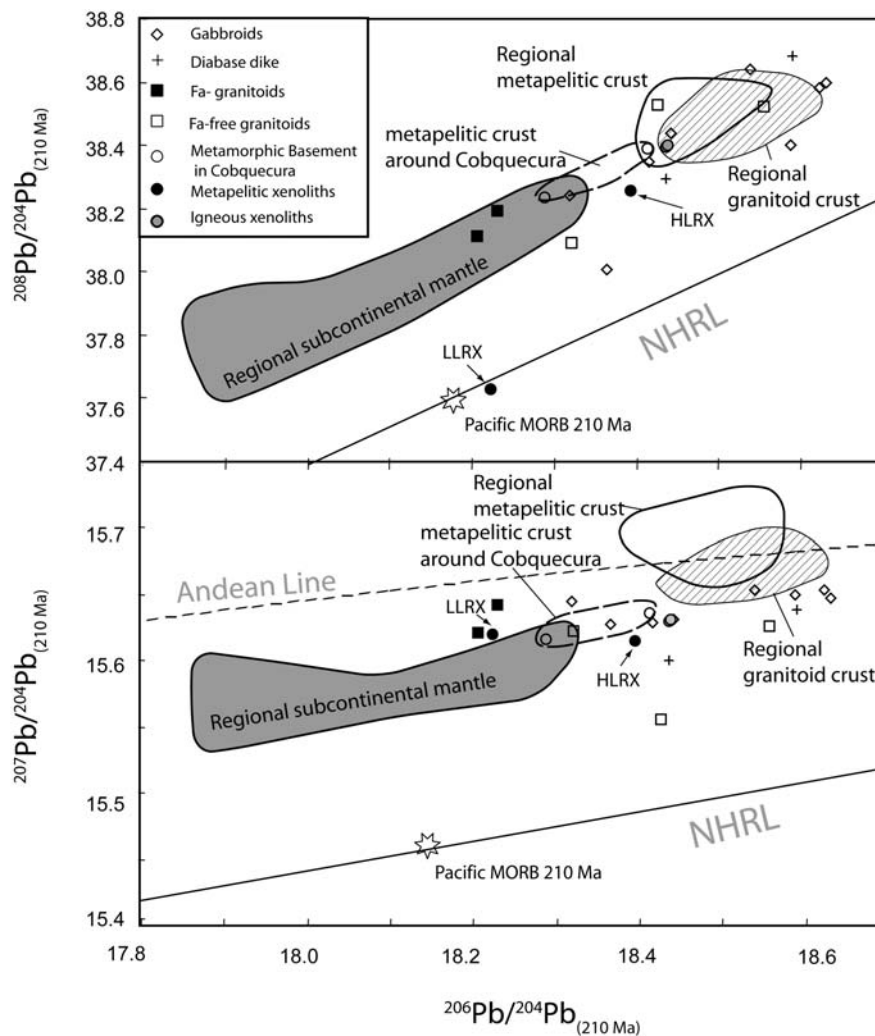 38.8
38.6
38.4
38.2
38.0
37.8
37.6
37.4
²⁰⁸Pb/²⁰⁴Pb(210 Ma)
Gabbroids
Diabase dike
Fa- granitoids
Fa-free granitoids
Metamorphic Basement
in Cobquecura
Metapelitic xenoliths
Igneous xenoliths
Regional
metapelitic crust
metapelitic crust
around Cobquecura
HLRX
Regional
granitoid crust
Regional subcontinental mantle
LLRX
NHRL
Pacific MORB 210 Ma
15.7
15.6
15.5
15.4
²⁰⁷Pb/²⁰⁴Pb(210 Ma)
Regional
metapelitic crust
metapelitic crust
around Cobquecura
Andean Line
LLRX
HLRX
Regional
granitoid crust
Regional subcontinental mantle
NHRL
Pacific MORB 210 Ma
17.8
18.0
18.2
18.4
18.6
²⁰⁶Pb/²⁰⁴Pb(210 Ma)